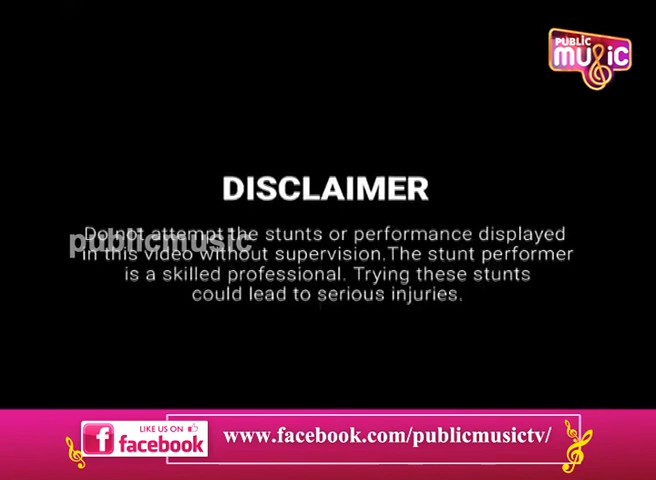 PUBLIC
music
DISCLAIMER
Do not attempt the stunts or performance displayed
in this video without supervision.The stunt performer
is a skilled professional. Trying these stunts
could lead to serious injuries.
publicmusic
LIKE US ON
f facebook
www.facebook.com/publicmusictv/